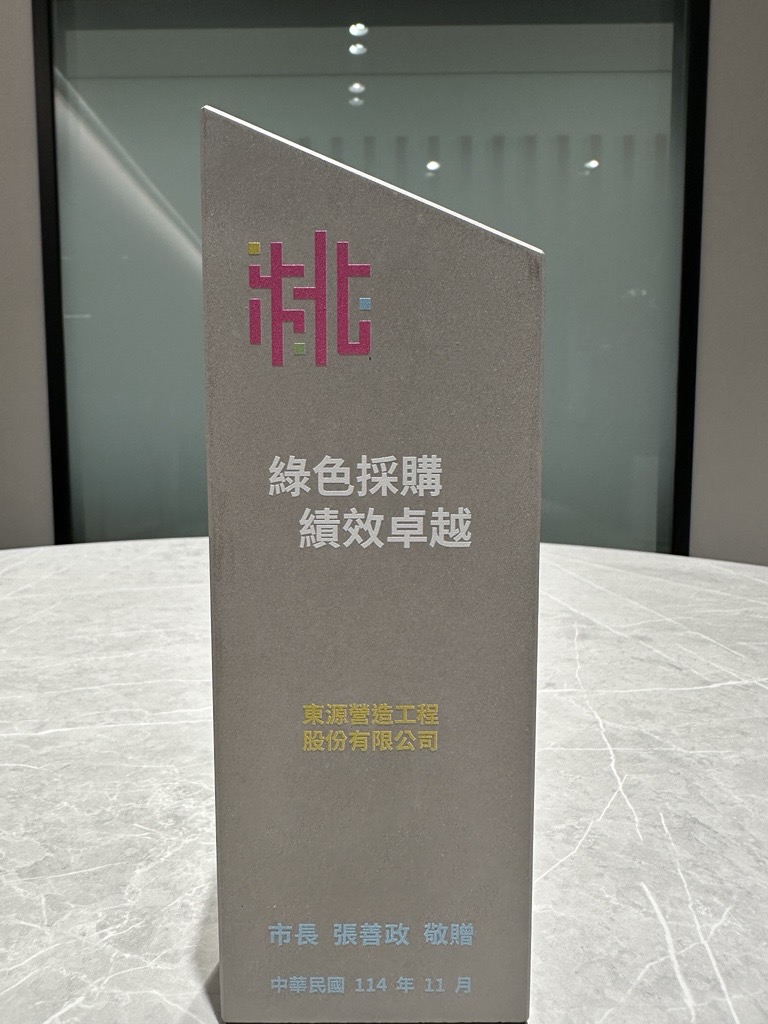 桃
綠色採購
績效卓越
東源營造工程
股份有限公司
市長 張善政 敬贈
中華民國 114 年 11 月